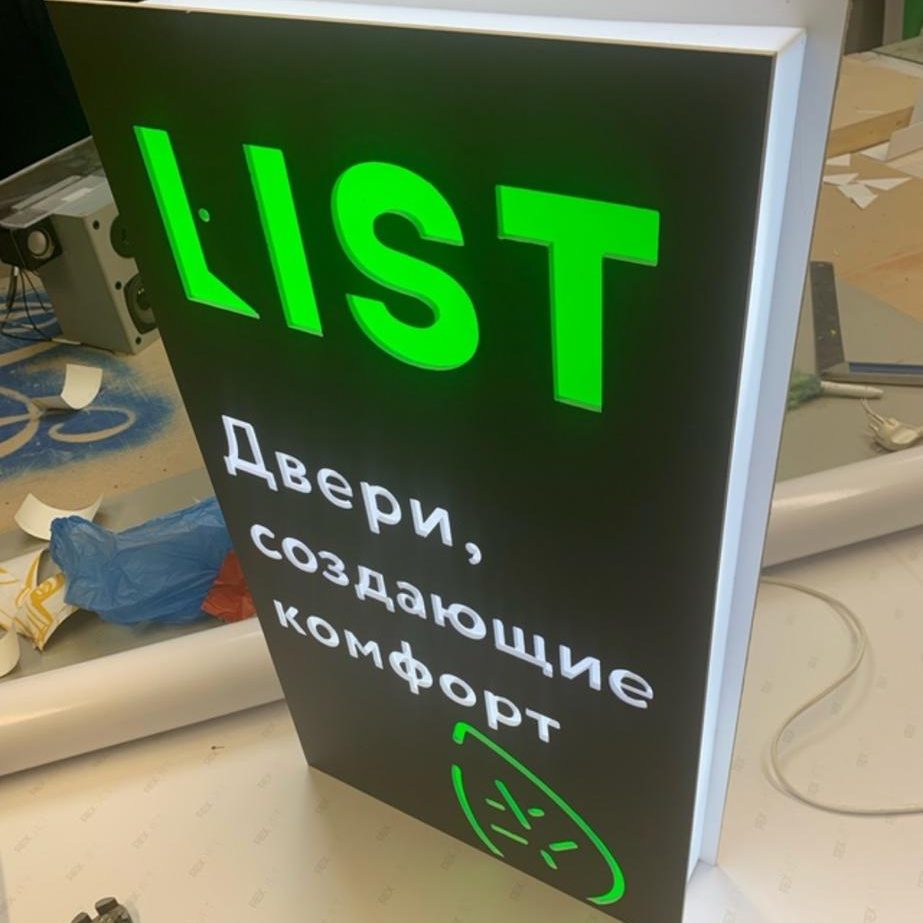 LIST
Двери,
создающие
комфорт